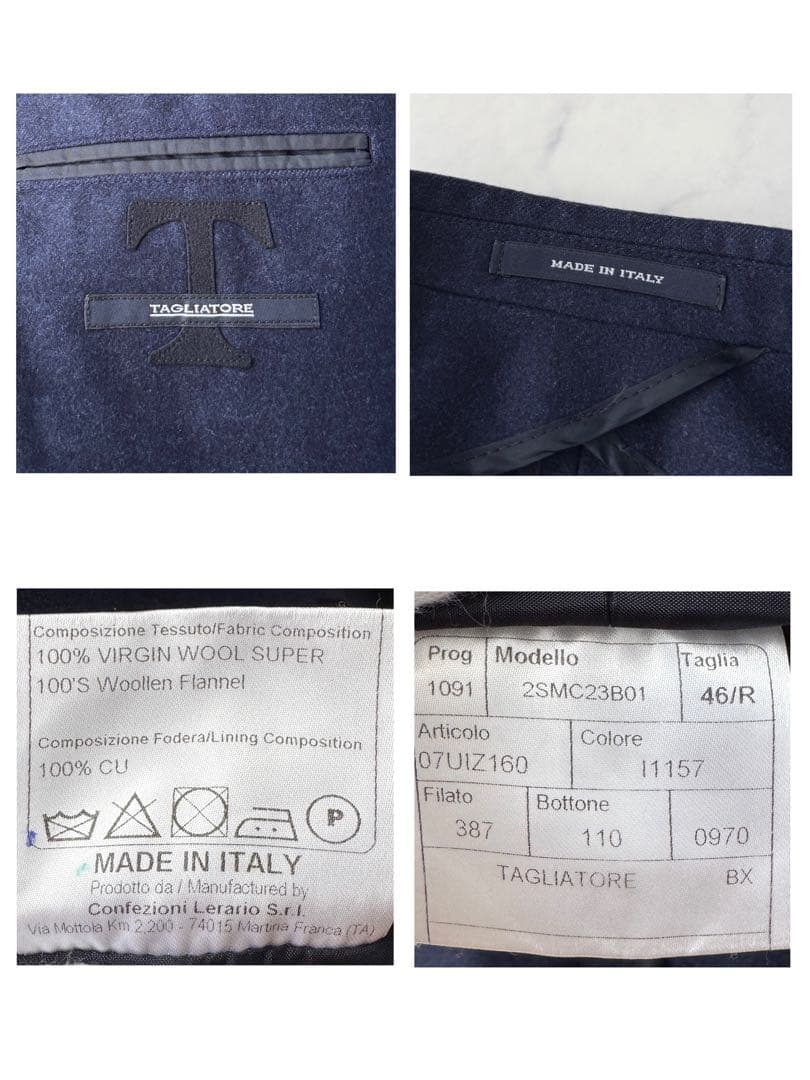 T
TAGLIATORE
MADE IN ITALY
Composizione Tessuto/Fabric Composition
100% VIRGIN WOOL SUPER
100'S Woollen Flannel
Composizione Fodera/Lining Composition
100% CU
P
MADE IN ITALY
Prodotto da / Manufactured by
Confezioni Lerario S.r.l.
Via Mottola Km 2,200 - 74015 Martina Franca (TA)
Prog Modello Taglia
1091 2SMC23B01 46/R
Articolo Colore
07UIZ160 I1157
Filato Bottone
387 110 0970
TAGLIATORE BX